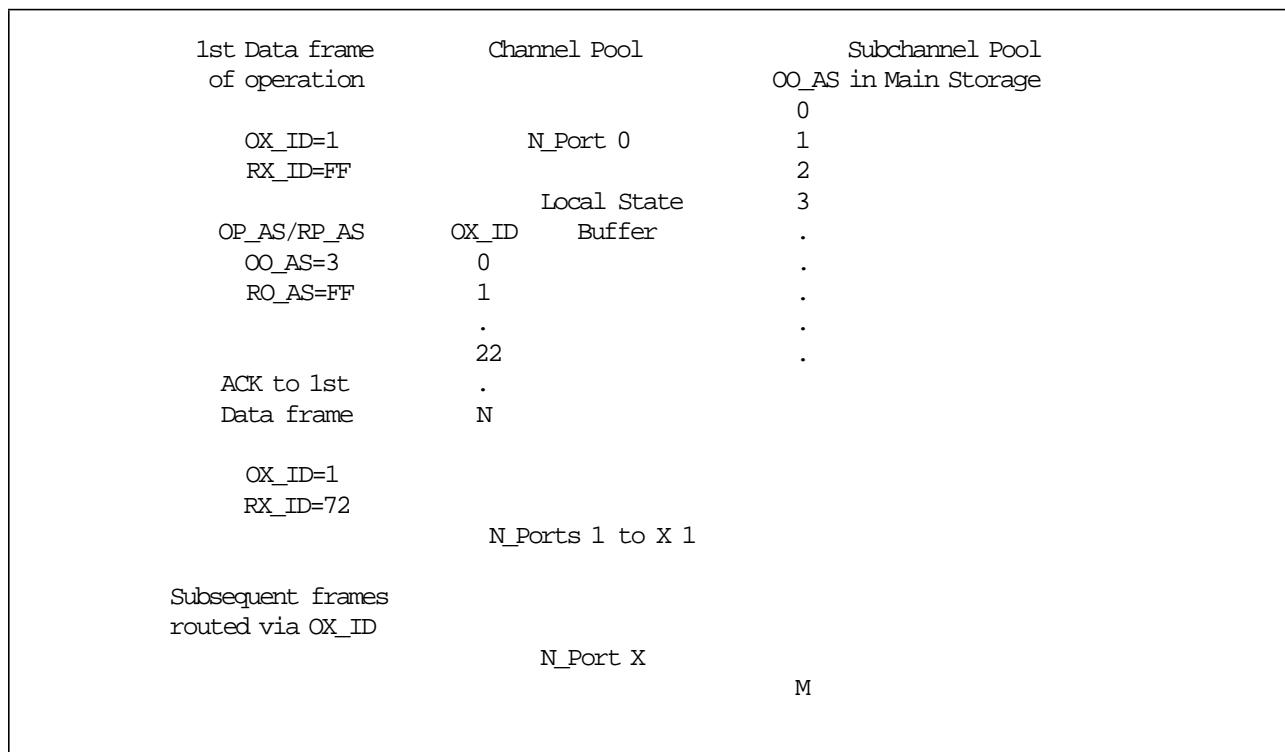 1st Data frame Channel Pool Subchannel Pool
of operation OO_AS in Main Storage
0
OX_ID=1 N_Port 0 1
RX_ID=FF 2
Local State 3
OP_AS/RP_AS OX_ID Buffer .
OO_AS=3 0 .
RO_AS=FF 1 .
. .
22 .
ACK to 1st .
Data frame N
OX_ID=1
RX_ID=72
N_Ports 1 to X 1
Subsequent frames
routed via OX_ID
N_Port X
M